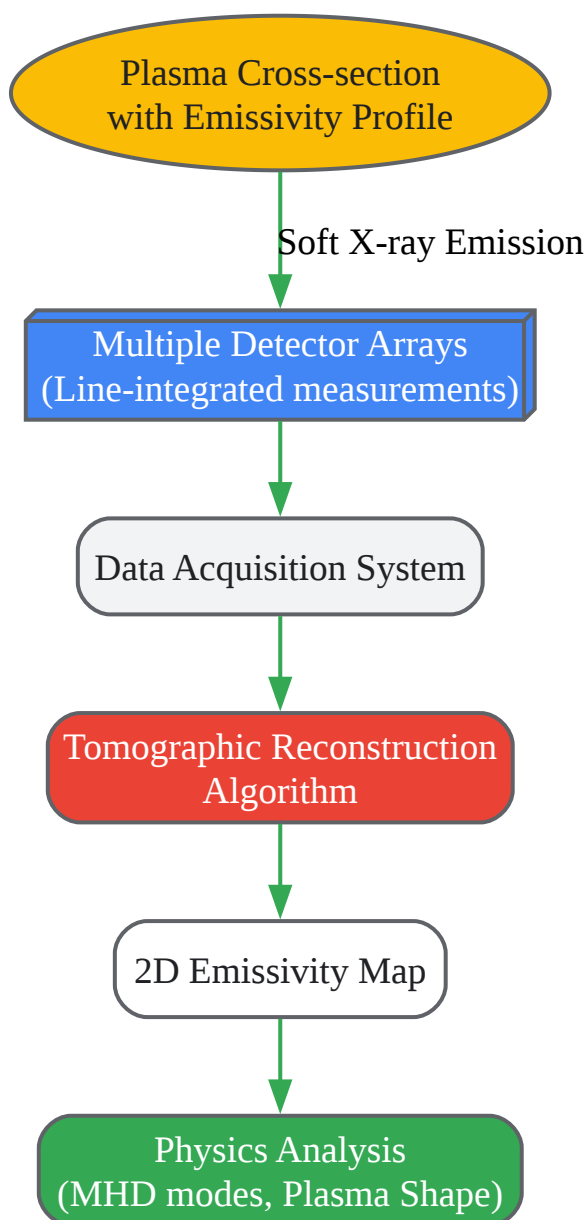 Plasma Cross-section
with Emissivity Profile
Soft X-ray Emission
Multiple Detector Arrays
(Line-integrated measurements)
Data Acquisition System
Tomographic Reconstruction
Algorithm
2D Emissivity Map
Physics Analysis
(MHD modes, Plasma Shape)